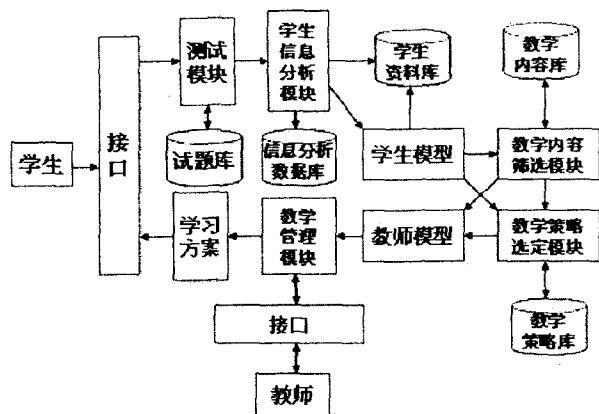 测试
模块
学生
信息
分析
模块
学生
资料库
教学
内容库
接
口
学生
试题库
信息分析
数据库
学生模型
教学内容
筛选模块
学习
方案
教学
管理
模块
教师模型
教学策略
选定模块
接口
教学
策略库
教师